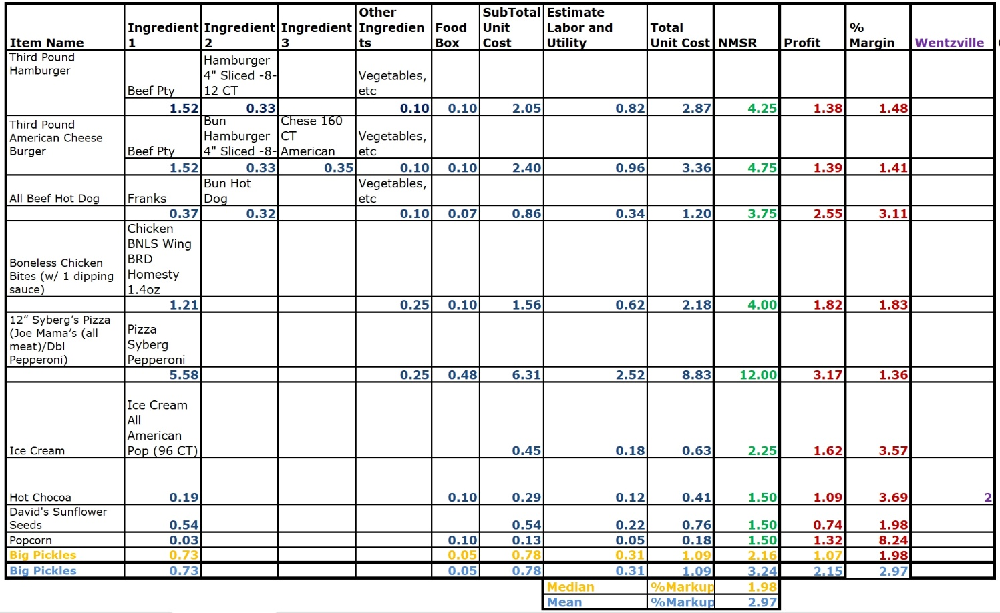 Item Name Ingredient 1 Ingredient 2 Ingredient 3 Other Ingredien ts Food Box SubTotal Unit Cost Estimate Labor and Utility Total Unit Cost NMSR Profit % Margin Wentzville
Third Pound Hamburger Beef Pty Hamburger 4" Sliced -8-12 CT Vegetables, etc
1.52 0.33 0.10 0.10 2.05 0.82 2.87 4.25 1.38 1.48
Third Pound American Cheese Burger Beef Pty Bun Hamburger 4" Sliced -8- Chese 160 CT American Vegetables, etc
1.52 0.33 0.35 0.10 0.10 2.40 0.96 3.36 4.75 1.39 1.41
All Beef Hot Dog Franks Bun Hot Dog Vegetables, etc
0.37 0.32 0.10 0.07 0.86 0.34 1.20 3.75 2.55 3.11
Boneless Chicken Bites (w/ 1 dipping sauce) Chicken BNLS Wing BRD Homesty 1.4oz
1.21 0.25 0.10 1.56 0.62 2.18 4.00 1.82 1.83
12” Syberg’s Pizza (Joe Mama’s (all meat)/Dbl Pepperoni) Pizza Syberg Pepperoni
5.58 0.25 0.48 6.31 2.52 8.83 12.00 3.17 1.36
Ice Cream Ice Cream All American Pop (96 CT) 0.45 0.18 0.63 2.25 1.62 3.57
Hot Chocoa 0.19 0.10 0.29 0.12 0.41 1.50 1.09 3.69 2
David's Sunflower Seeds 0.54 0.54 0.22 0.76 1.50 0.74 1.98
Popcorn 0.03 0.10 0.13 0.05 0.18 1.50 1.32 8.24
Big Pickles 0.73 0.05 0.78 0.31 1.09 2.16 1.07 1.98
Big Pickles 0.73 0.05 0.78 0.31 1.09 3.24 2.15 2.97
Median %Markup 1.98
Mean %Markup 2.97